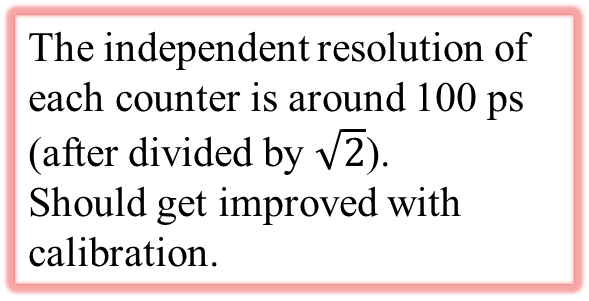 The independent resolution of
each counter is around 100 ps
(after divided by √2).
Should get improved with
calibration.